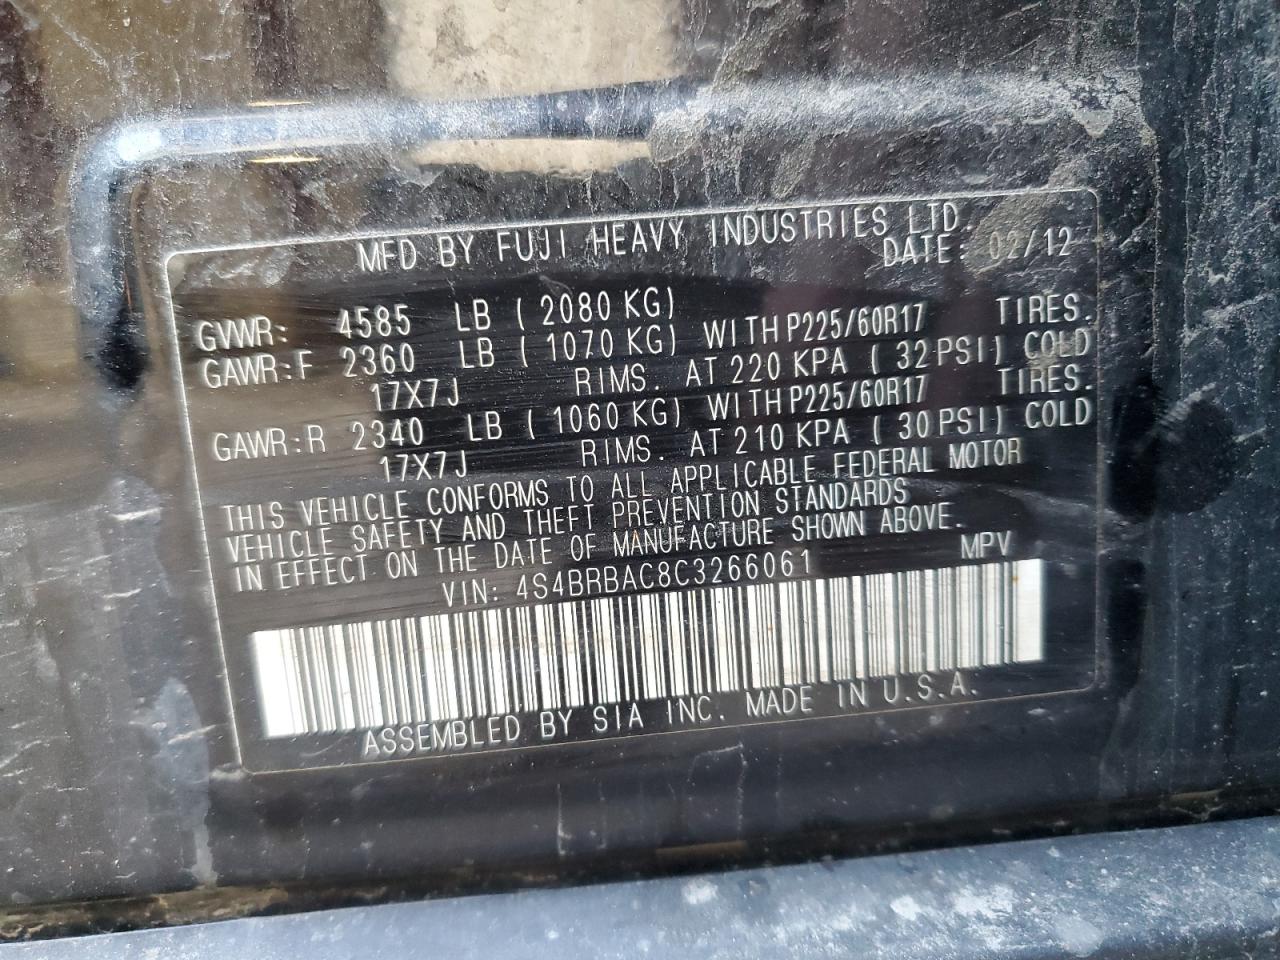 MFD BY FUJI HEAVY INDUSTRIES LTD.
DATE: 02/12
GVWR: 4585 LB ( 2080 KG)
GAWR:F 2360 LB ( 1070 KG) WITH P225/60R17 TIRES.
17X7J RIMS. AT 220 KPA ( 32 PSI) COLD
GAWR:R 2340 LB ( 1060 KG) WITH P225/60R17 TIRES.
17X7J RIMS. AT 210 KPA ( 30 PSI) COLD
THIS VEHICLE CONFORMS TO ALL APPLICABLE FEDERAL MOTOR
VEHICLE SAFETY AND THEFT PREVENTION STANDARDS
IN EFFECT ON THE DATE OF MANUFACTURE SHOWN ABOVE.
VIN: 4S4BRBAC8C3266061 MPV
ASSEMBLED BY SIA INC. MADE IN U.S.A.